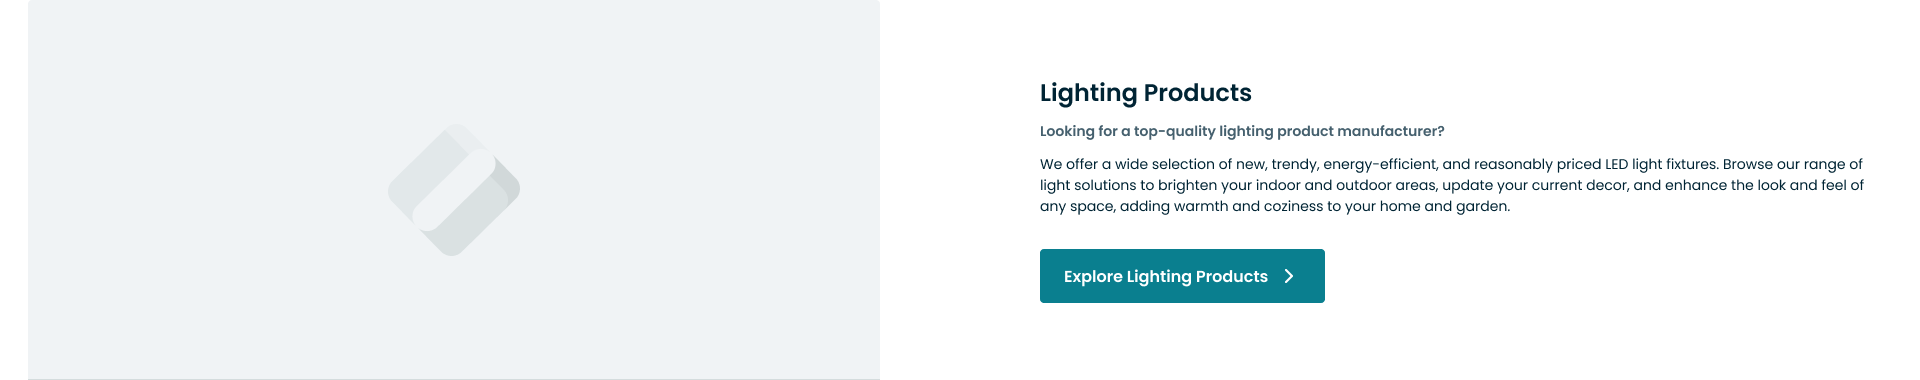 Lighting Products
Looking for a top-quality lighting product manufacturer?
We offer a wide selection of new, trendy, energy-efficient, and reasonably priced LED light fixtures. Browse our range of
light solutions to brighten your indoor and outdoor areas, update your current decor, and enhance the look and feel of
any space, adding warmth and coziness to your home and garden.
Explore Lighting Products